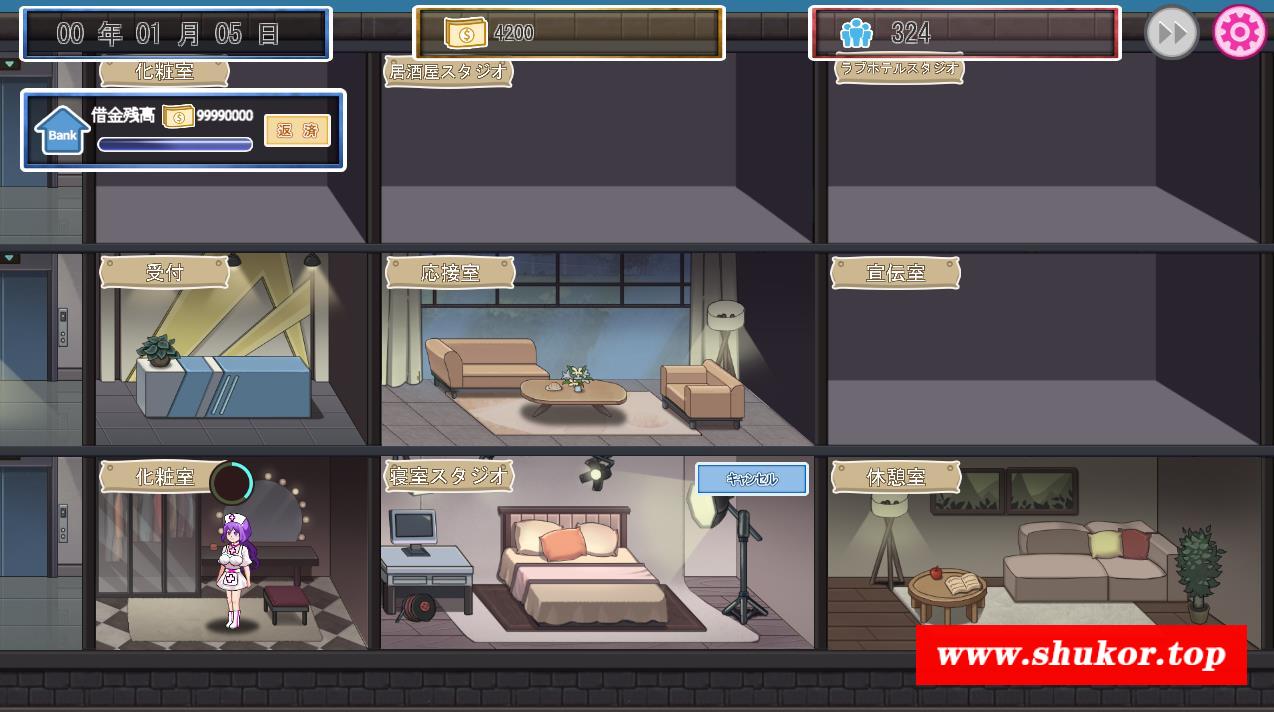 00 年 01 月 05 日
4200
324
化粧室
居酒屋スタジオ
ラブホテルスタジオ
Bank
借金残高
99990000
返 済
受付
応接室
宣伝室
化粧室
寝室スタジオ
キャンセル
休憩室
www.shukor.top